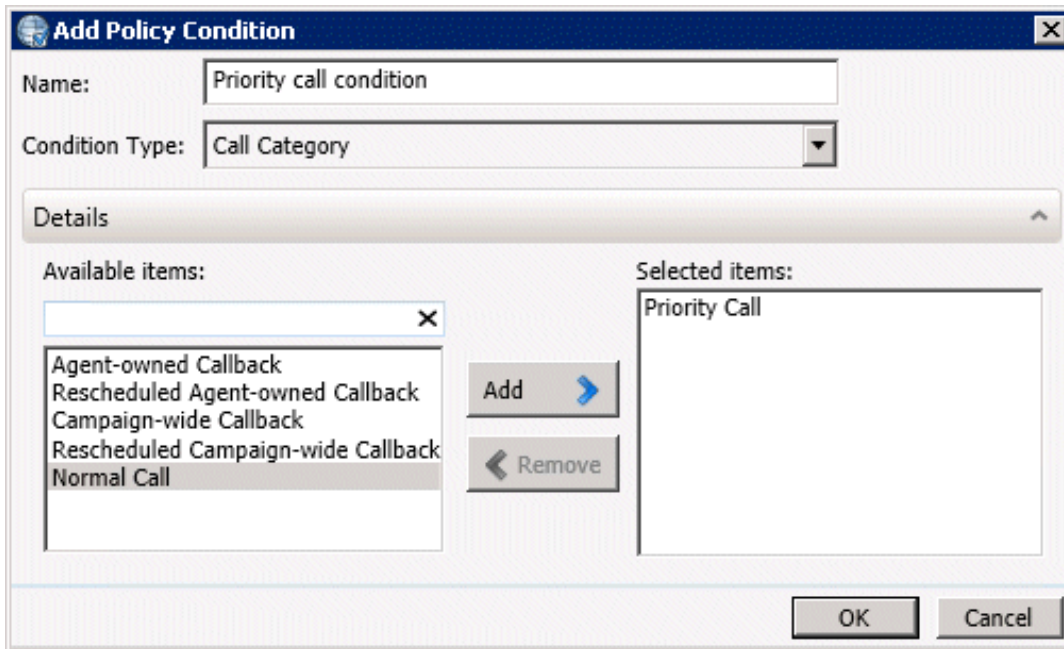 Add Policy Condition
Name: Priority call condition
Condition Type: Call Category
Details
Available items:
Selected items:
Agent-owned Callback
Rescheduled Agent-owned Callback
Campaign-wide Callback
Rescheduled Campaign-wide Callback
Normal Call
Add
Remove
Priority Call
OK Cancel